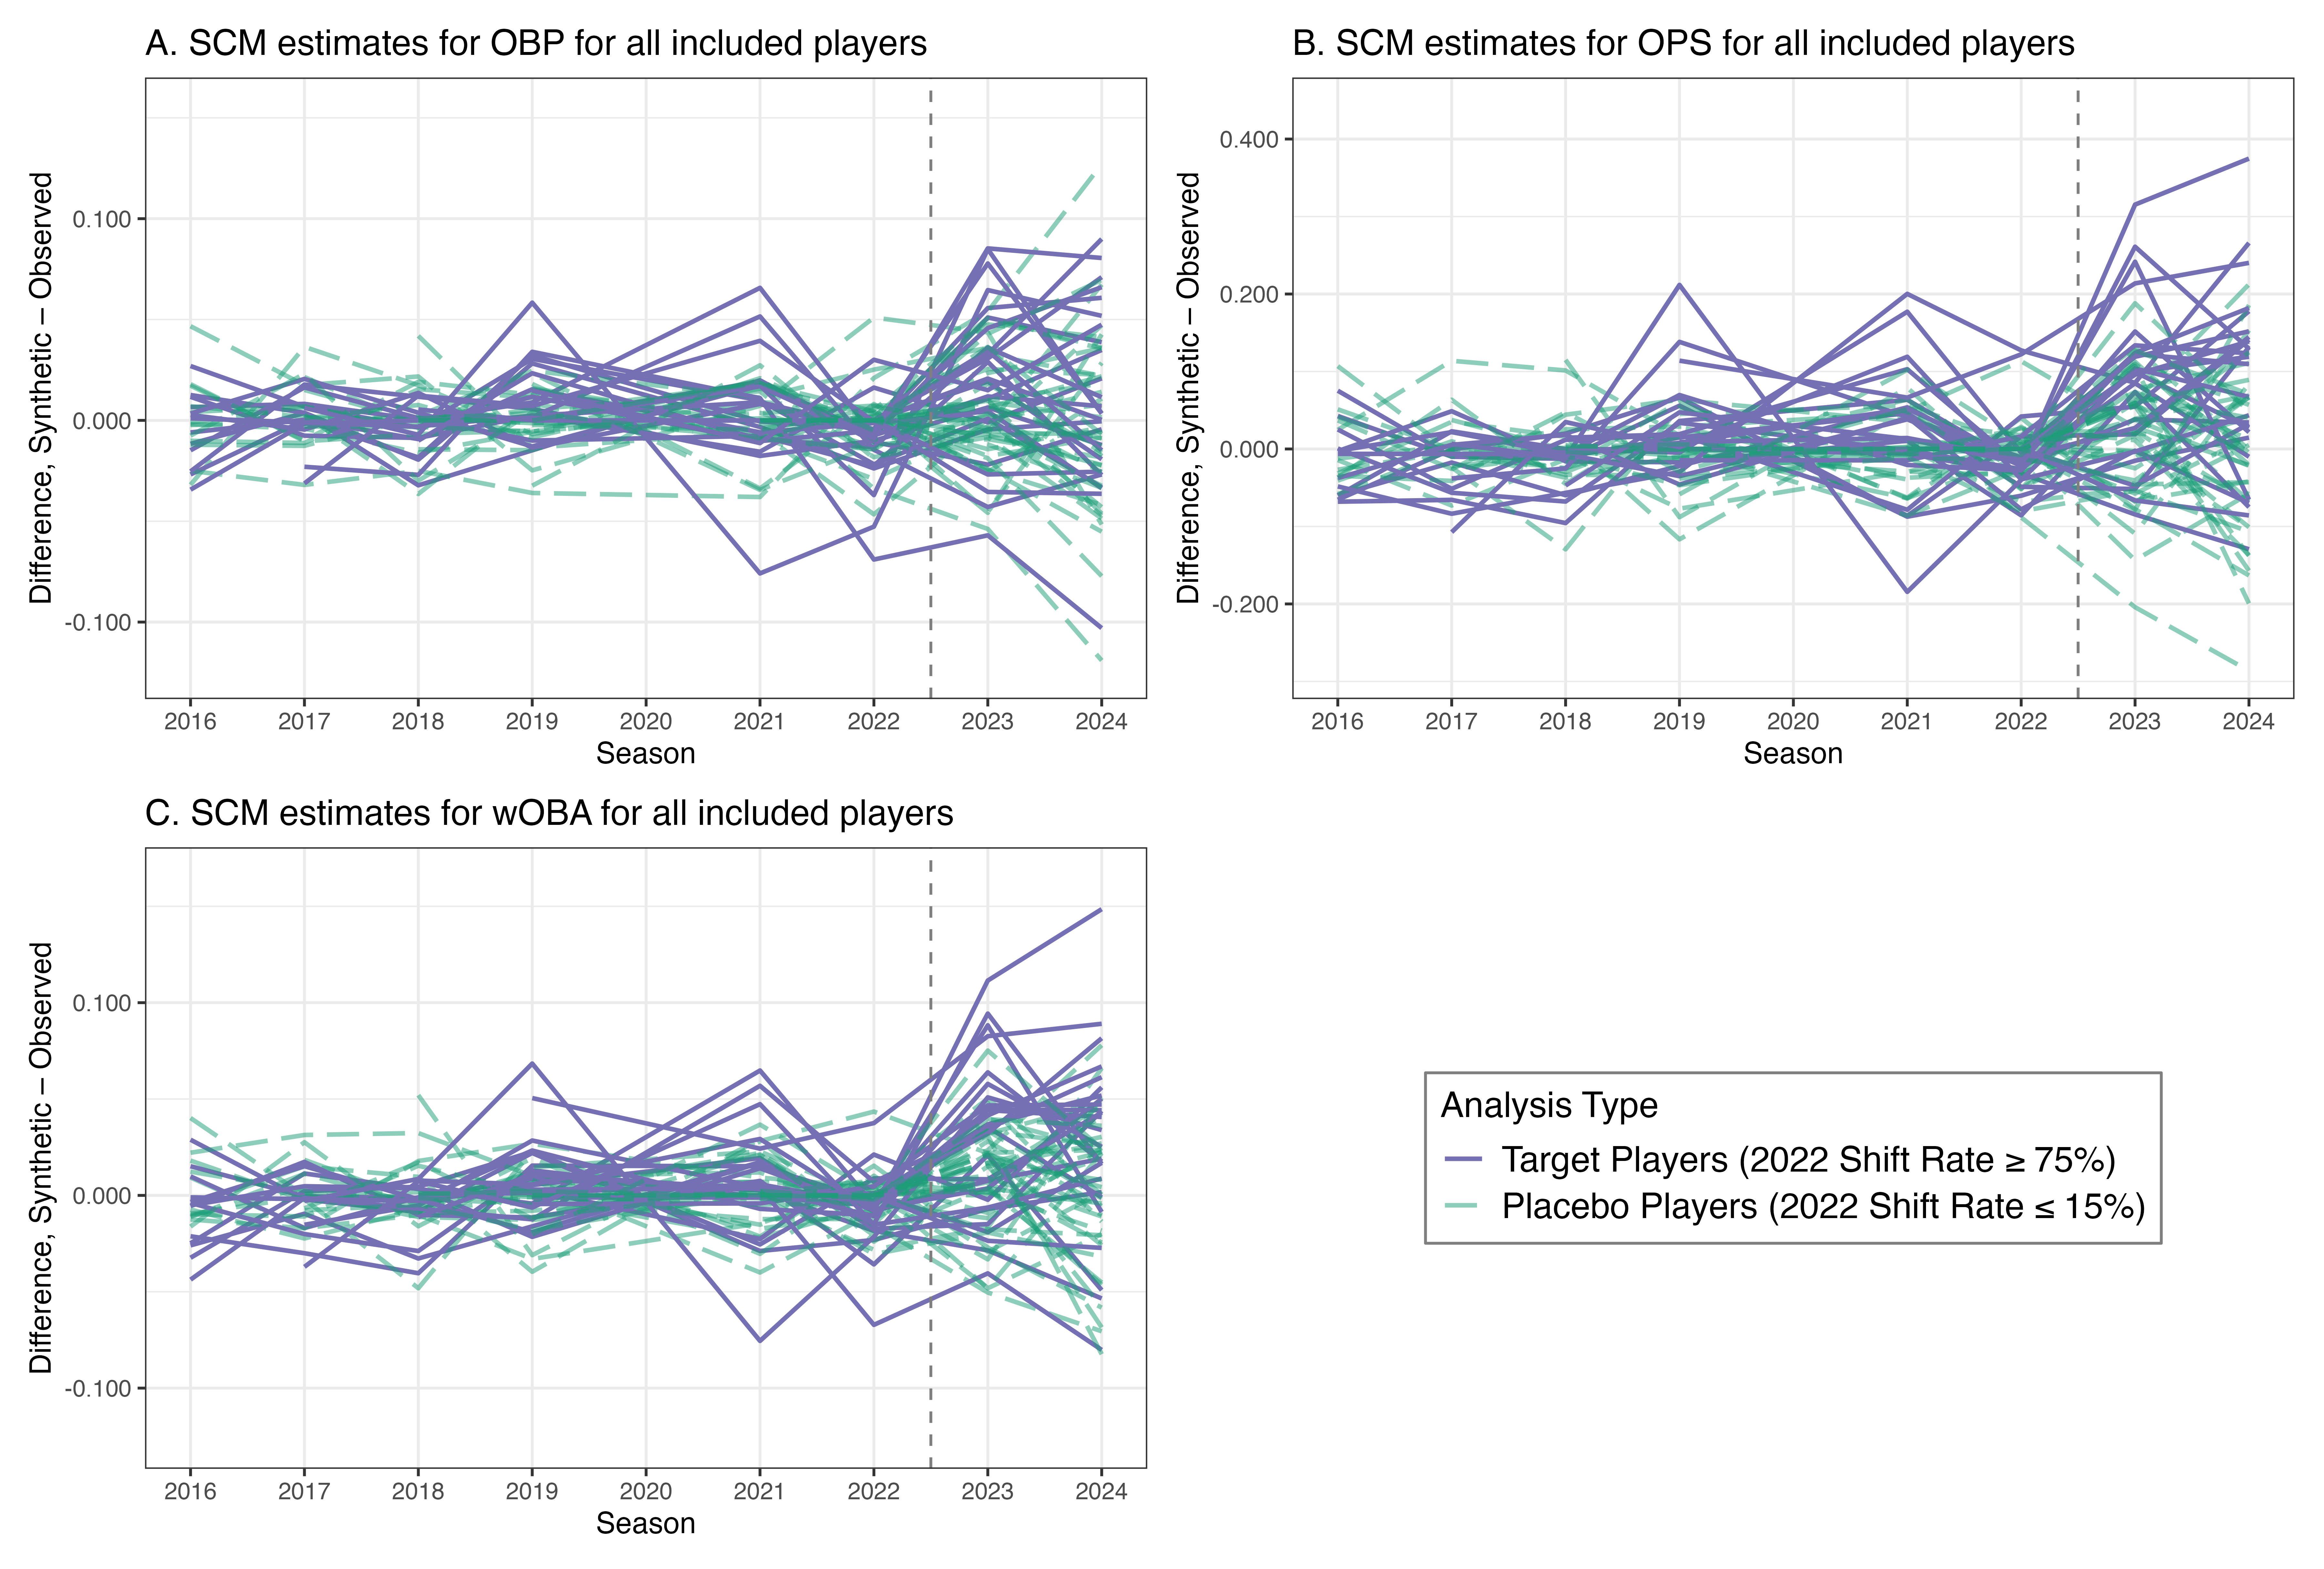 A. SCM estimates for OBP for all included players
Difference, Synthetic – Observed
0.100
0.000
-0.100
2016 2017 2018 2019 2020 2021 2022 2023 2024
Season
B. SCM estimates for OPS for all included players
Difference, Synthetic – Observed
0.400
0.200
0.000
-0.200
2016 2017 2018 2019 2020 2021 2022 2023 2024
Season
C. SCM estimates for wOBA for all included players
Difference, Synthetic – Observed
0.100
0.000
-0.100
2016 2017 2018 2019 2020 2021 2022 2023 2024
Season
Analysis Type
Target Players (2022 Shift Rate ≥ 75%)
Placebo Players (2022 Shift Rate ≤ 15%)